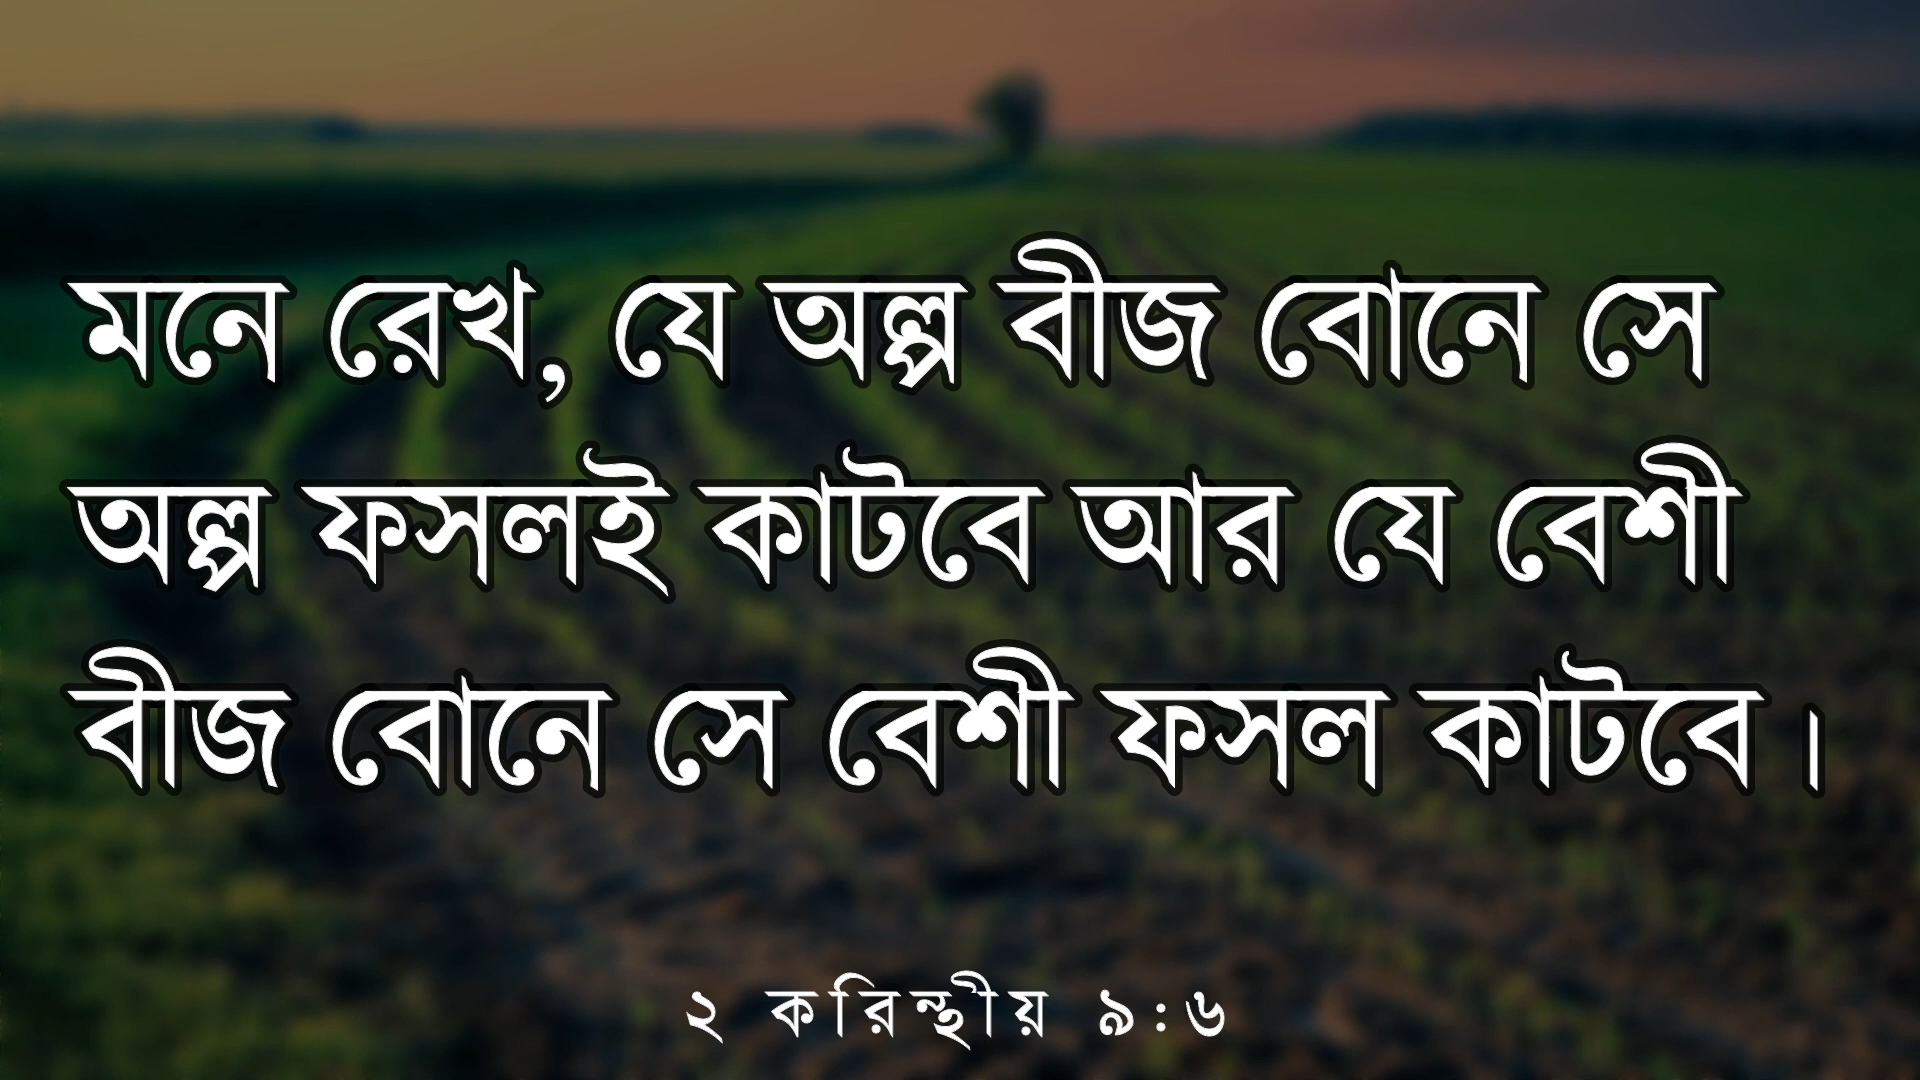 মনে রেখ, যে অল্প বীজ বোনে সে
অল্প ফসলই কাটবে আর যে বেশী
বীজ বোনে সে বেশী ফসল কাটবে।
২ করিন্থীয় ৯:৬